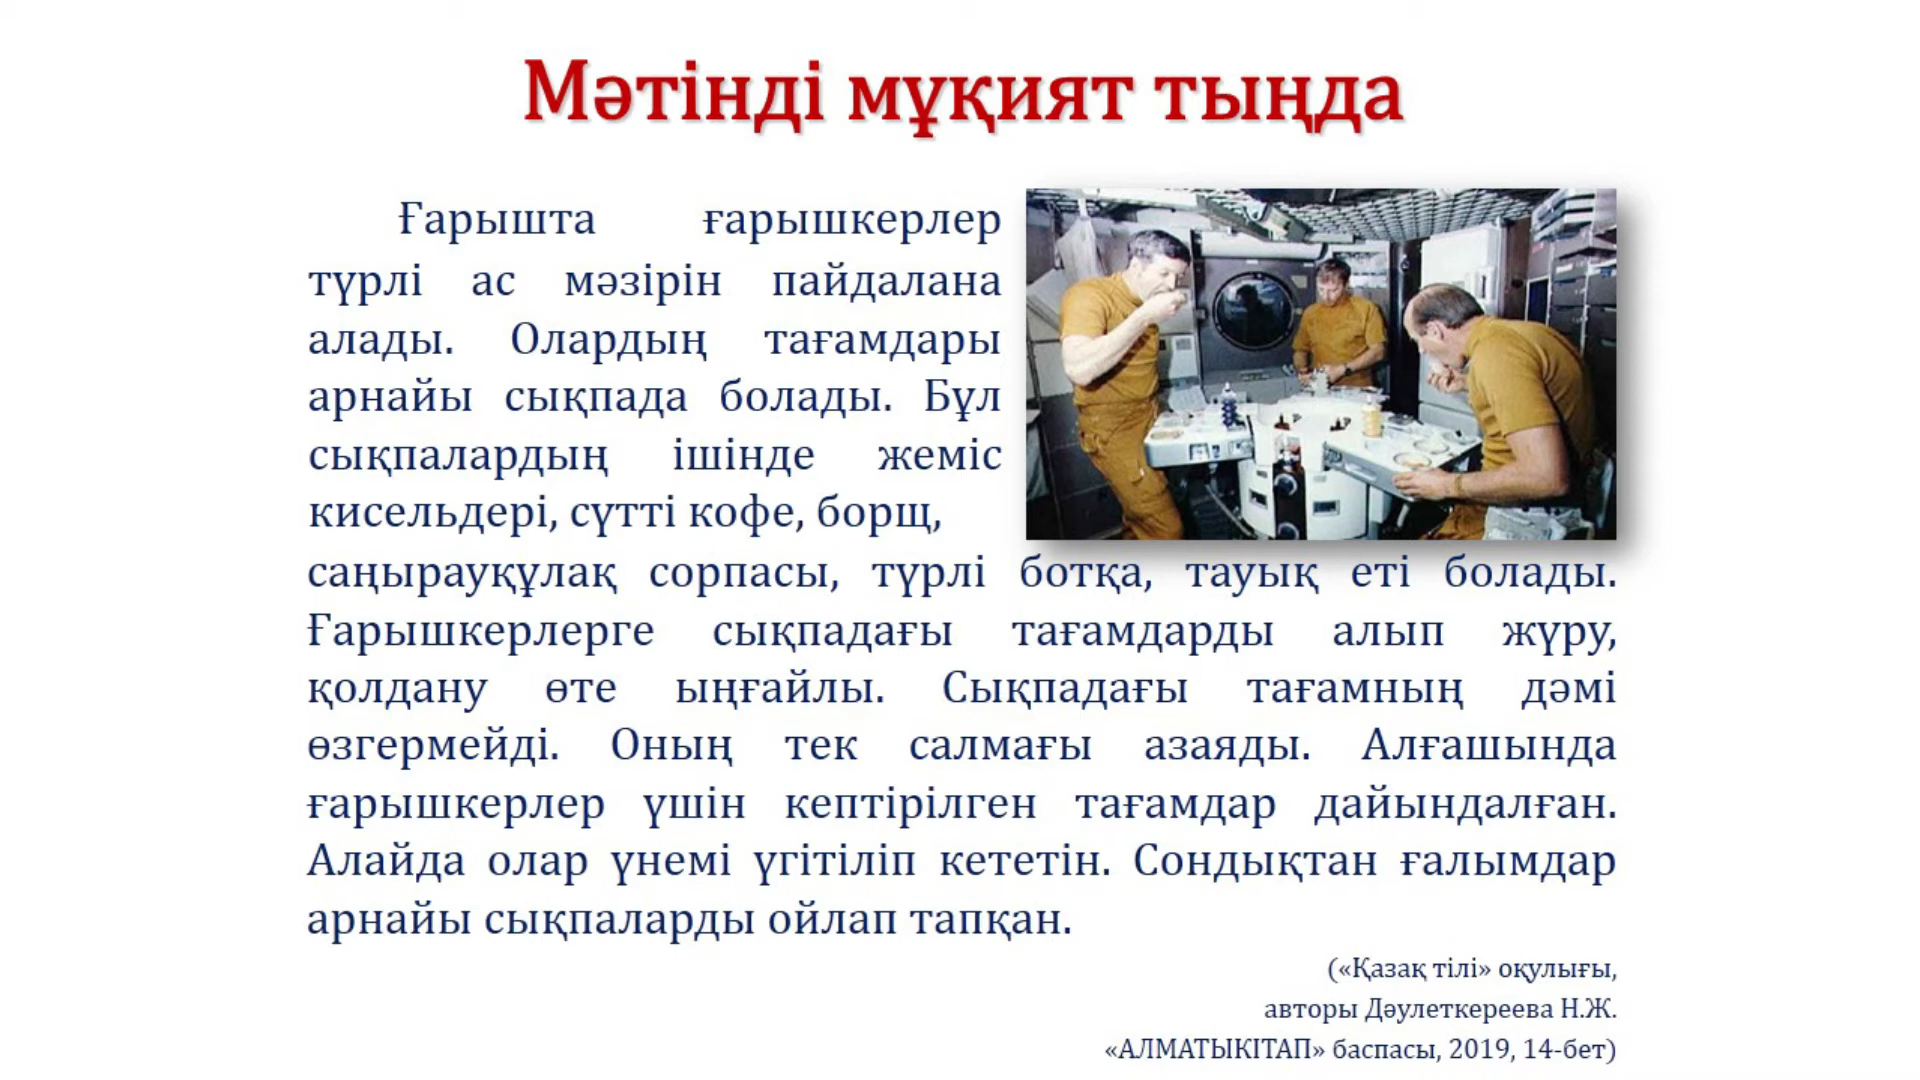 Мәтінді мұқият тыңда
Ғарышта ғарышкерлер
түрлі ас мәзірін пайдалана
алады. Олардың тағамдары
арнайы сықпада болады. Бұл
сықпалардың ішінде жеміс
кисельдері, сүтті кофе, борщ,
саңырауқұлақ сорпасы, түрлі ботқа, тауық еті болады.
Ғарышкерлерге сықпадағы тағамдарды алып жүру,
қолдану өте ыңғайлы. Сықпадағы тағамның дәмі
өзгермейді. Оның тек салмағы азаяды. Алғашында
ғарышкерлер үшін кептірілген тағамдар дайындалған.
Алайда олар үнемі үгітіліп кететін. Сондықтан ғалымдар
арнайы сықпаларды ойлап тапқан.
(«Қазақ тілі» оқулығы,
авторы Дәулеткереева Н.Ж.
«АЛМАТЫКІТАП» баспасы, 2019, 14-бет)